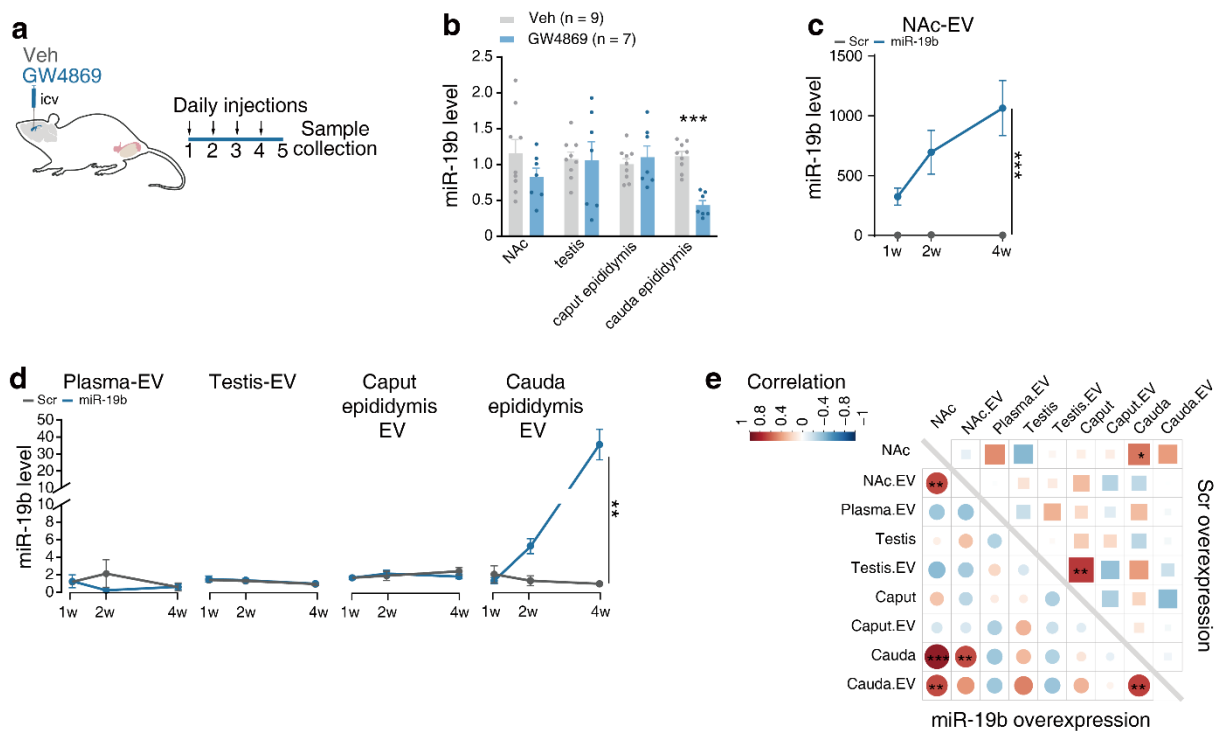 a
Veh
GW4869
icv
Daily injections
1 2 3 4 5
Sample
collection
b
Veh (n = 9)
GW4869 (n = 7)
miR-19b level
2.5
2.0
1.5
1.0
0.5
0
***
NAc
testis
caput epididymis
cauda epididymis
c
NAc-EV
Scr miR-19b
miR-19b level
1500
1000
500
0
1w 2w 4w
***
d
Plasma-EV
Testis-EV
Caput
epididymis
EV
Cauda
epididymis
EV
Scr miR-19b
miR-19b level
50
40
30
20
10
10
8
6
4
2
0
**
1w 2w 4w
1w 2w 4w
1w 2w 4w
1w 2w 4w
e
Correlation
1 0.8 0.4 0 −0.4 −0.8 −1
NAc NAc.EV Plasma.EV Testis Testis.EV Caput Caput.EV Cauda Cauda.EV
NAc *
NAc.EV **
Plasma.EV
Testis
Testis.EV **
Caput
Caput.EV
Cauda *** **
Cauda.EV ** **
Scr overexpression
miR-19b overexpression